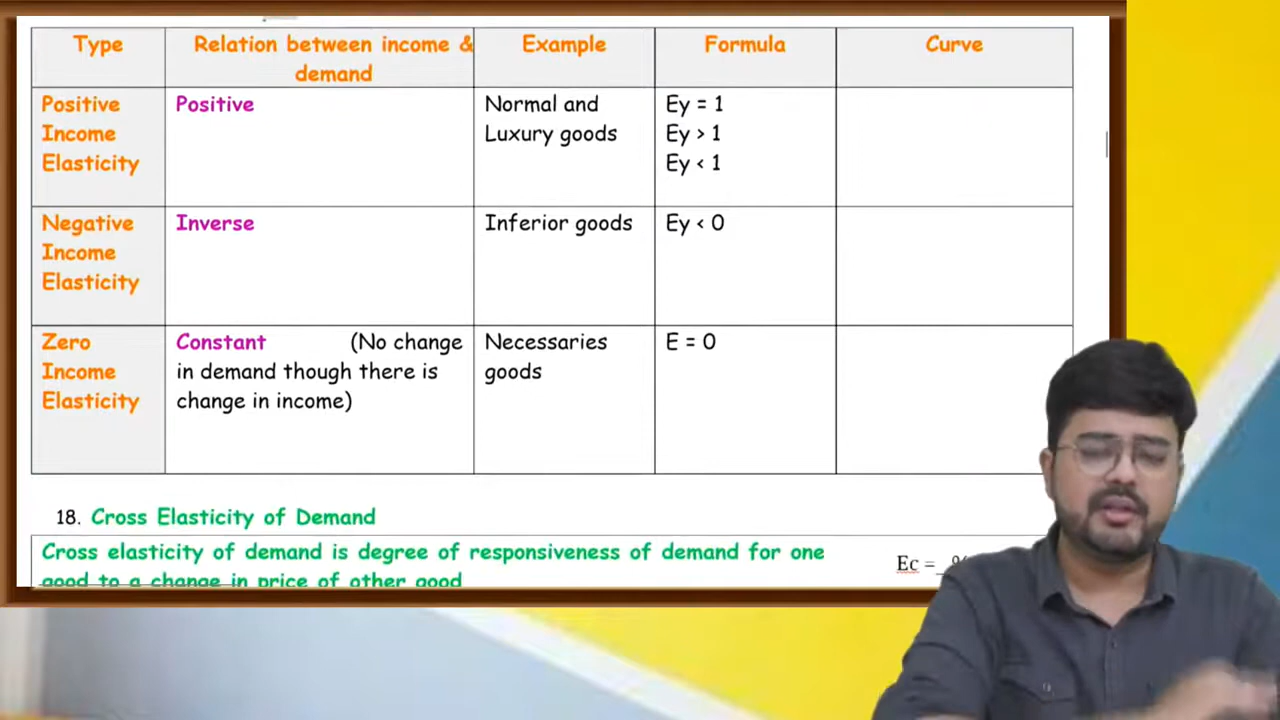 Type
Relation between income &
demand
Example
Formula
Curve
Positive
Income
Elasticity
Positive
Normal and
Luxury goods
Ey = 1
Ey > 1
Ey < 1
Negative
Income
Elasticity
Inverse
Inferior goods
Ey < 0
Zero
Income
Elasticity
Constant (No change
in demand though there is
change in income)
Necessaries
goods
E = 0
18. Cross Elasticity of Demand
Cross elasticity of demand is degree of responsiveness of demand for one
good to a change in price of other good
Ec = %